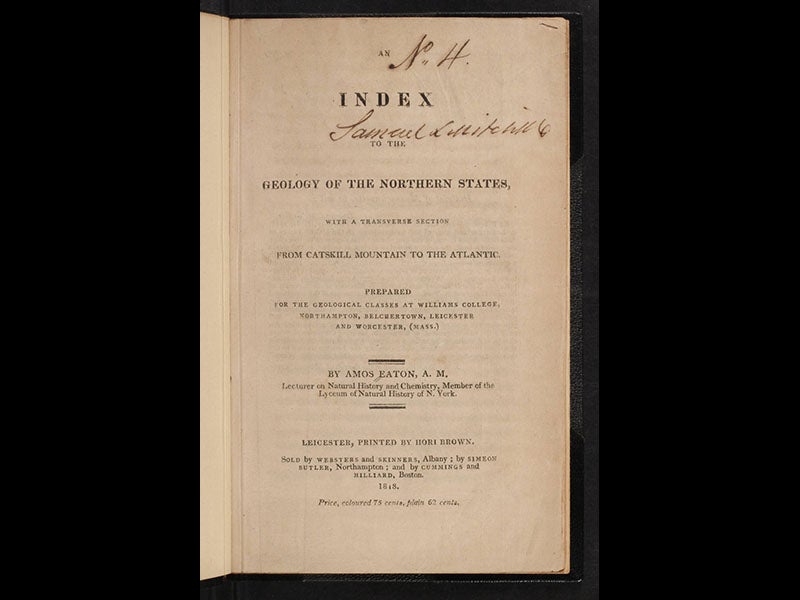 AN
No. 4.
INDEX
Samuel L Mitchill
TO THE
GEOLOGY OF THE NORTHERN STATES,
WITH A TRANSVERSE SECTION
FROM CATSKILL MOUNTAIN TO THE ATLANTIC.
PREPARED
FOR THE GEOLOGICAL CLASSES AT WILLIAMS COLLEGE,
NORTHAMPTON, BELCHERTOWN, LEICESTER
AND WORCESTER, (MASS.)
BY AMOS EATON, A. M.
Lecturer on Natural History and Chemistry, Member of the
Lyceum of Natural History of N. York.
LEICESTER, PRINTED BY HORI BROWN.
SOLD by WEBSTERS and SKINNERS, Albany ; by SIMEON
BUTLER, Northampton ; and by CUMMINGS and
HILLIARD, Boston.
1818.
Price, coloured 75 cents, plain 62 cents.